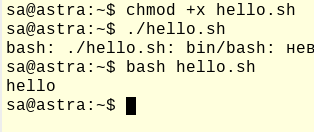 sa@astra:~$ chmod +x hello.sh
sa@astra:~$ ./hello.sh
bash: ./hello.sh: bin/bash: нев
sa@astra:~$ bash hello.sh
hello
sa@astra:~$